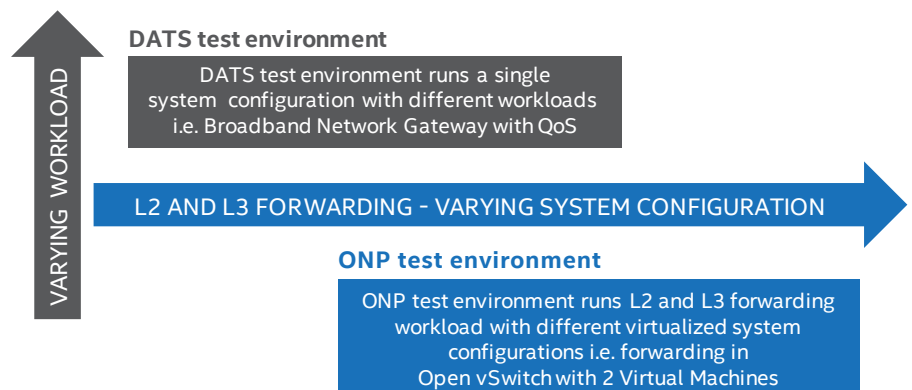 DATS test environment
DATS test environment runs a single
system configuration with different workloads
i.e. Broadband Network Gateway with QoS
VARYING WORKLOAD
L2 AND L3 FORWARDING - VARYING SYSTEM CONFIGURATION
ONP test environment
ONP test environment runs L2 and L3 forwarding
workload with different virtualized system
configurations i.e. forwarding in
Open vSwitch with 2 Virtual Machines